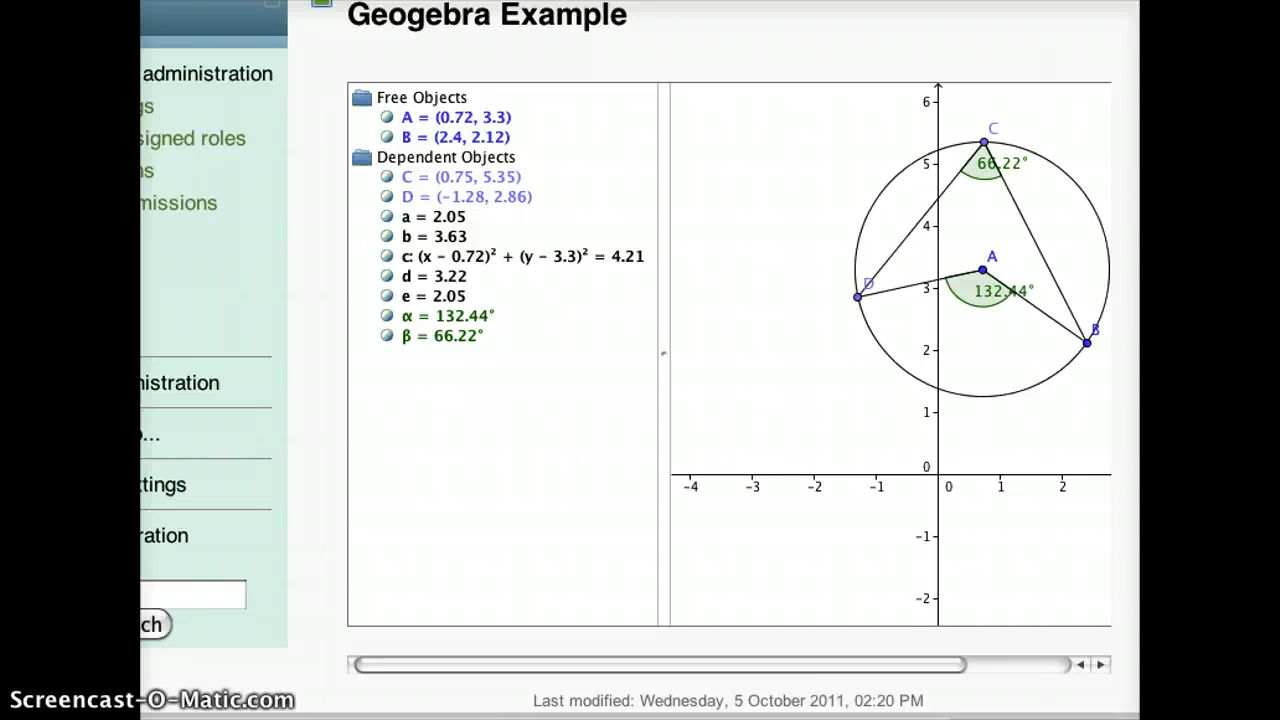 Geogebra Example
administration
gs
signed roles
ns
missions
nistration
o...
ttings
ration
ch
Free Objects
A = (0.72, 3.3)
B = (2.4, 2.12)
Dependent Objects
C = (0.75, 5.35)
D = (−1.28, 2.86)
a = 2.05
b = 3.63
c: (x − 0.72)² + (y − 3.3)² = 4.21
d = 3.22
e = 2.05
α = 132.44°
β = 66.22°
6
C
5
66.22°
4
A
D
3
132.44°
B
2
1
0
-4 -3 -2 -1 0 1 2
-1
-2
Last modified: Wednesday, 5 October 2011, 02:20 PM
Screencast-O-Matic.com